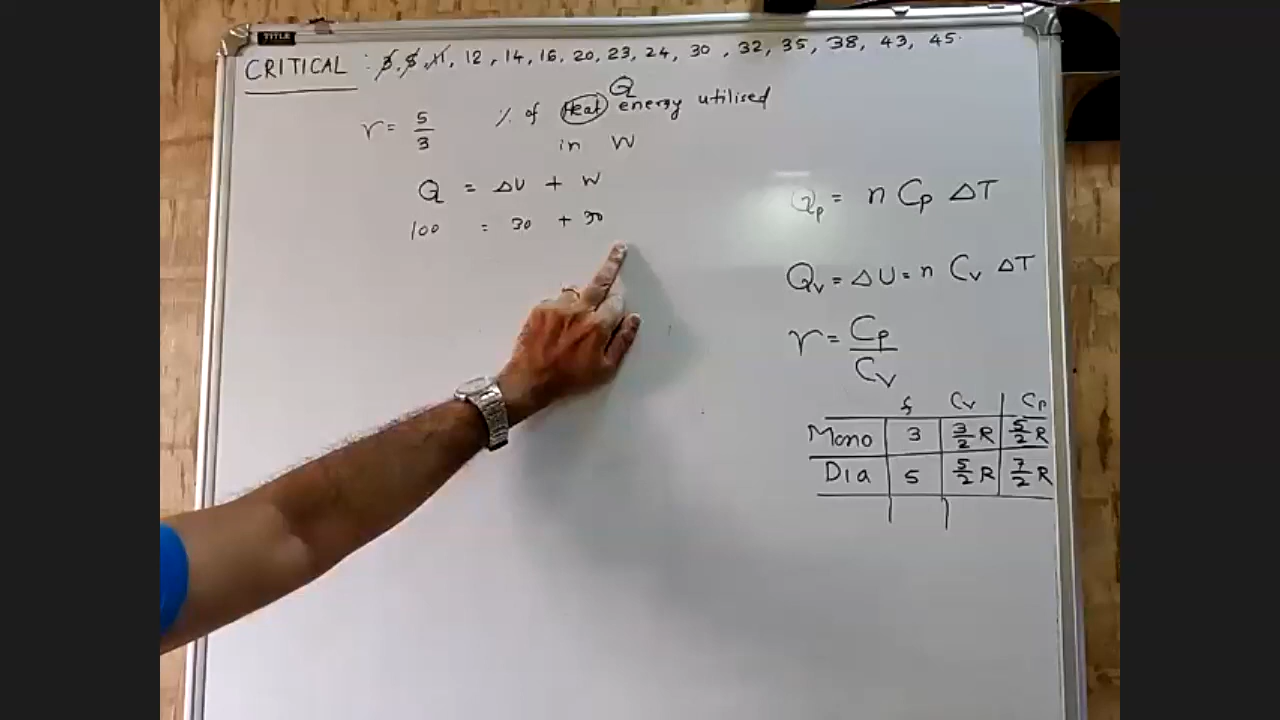 TITLE
CRITICAL : 3, 5, 11, 12, 14, 16, 20, 23, 24, 30, 32, 35, 38, 43, 45.
Q
r = 5/3 % of Heat energy utilised
in W
Q = ΔU + W
100 = 30 + 30
Qp = n Cp ΔT
Qv = ΔU = n Cv ΔT
r = Cp/Cv
f Cv Cp
Mono 3 3/2 R 5/2 R
Dia 5 5/2 R 7/2 R